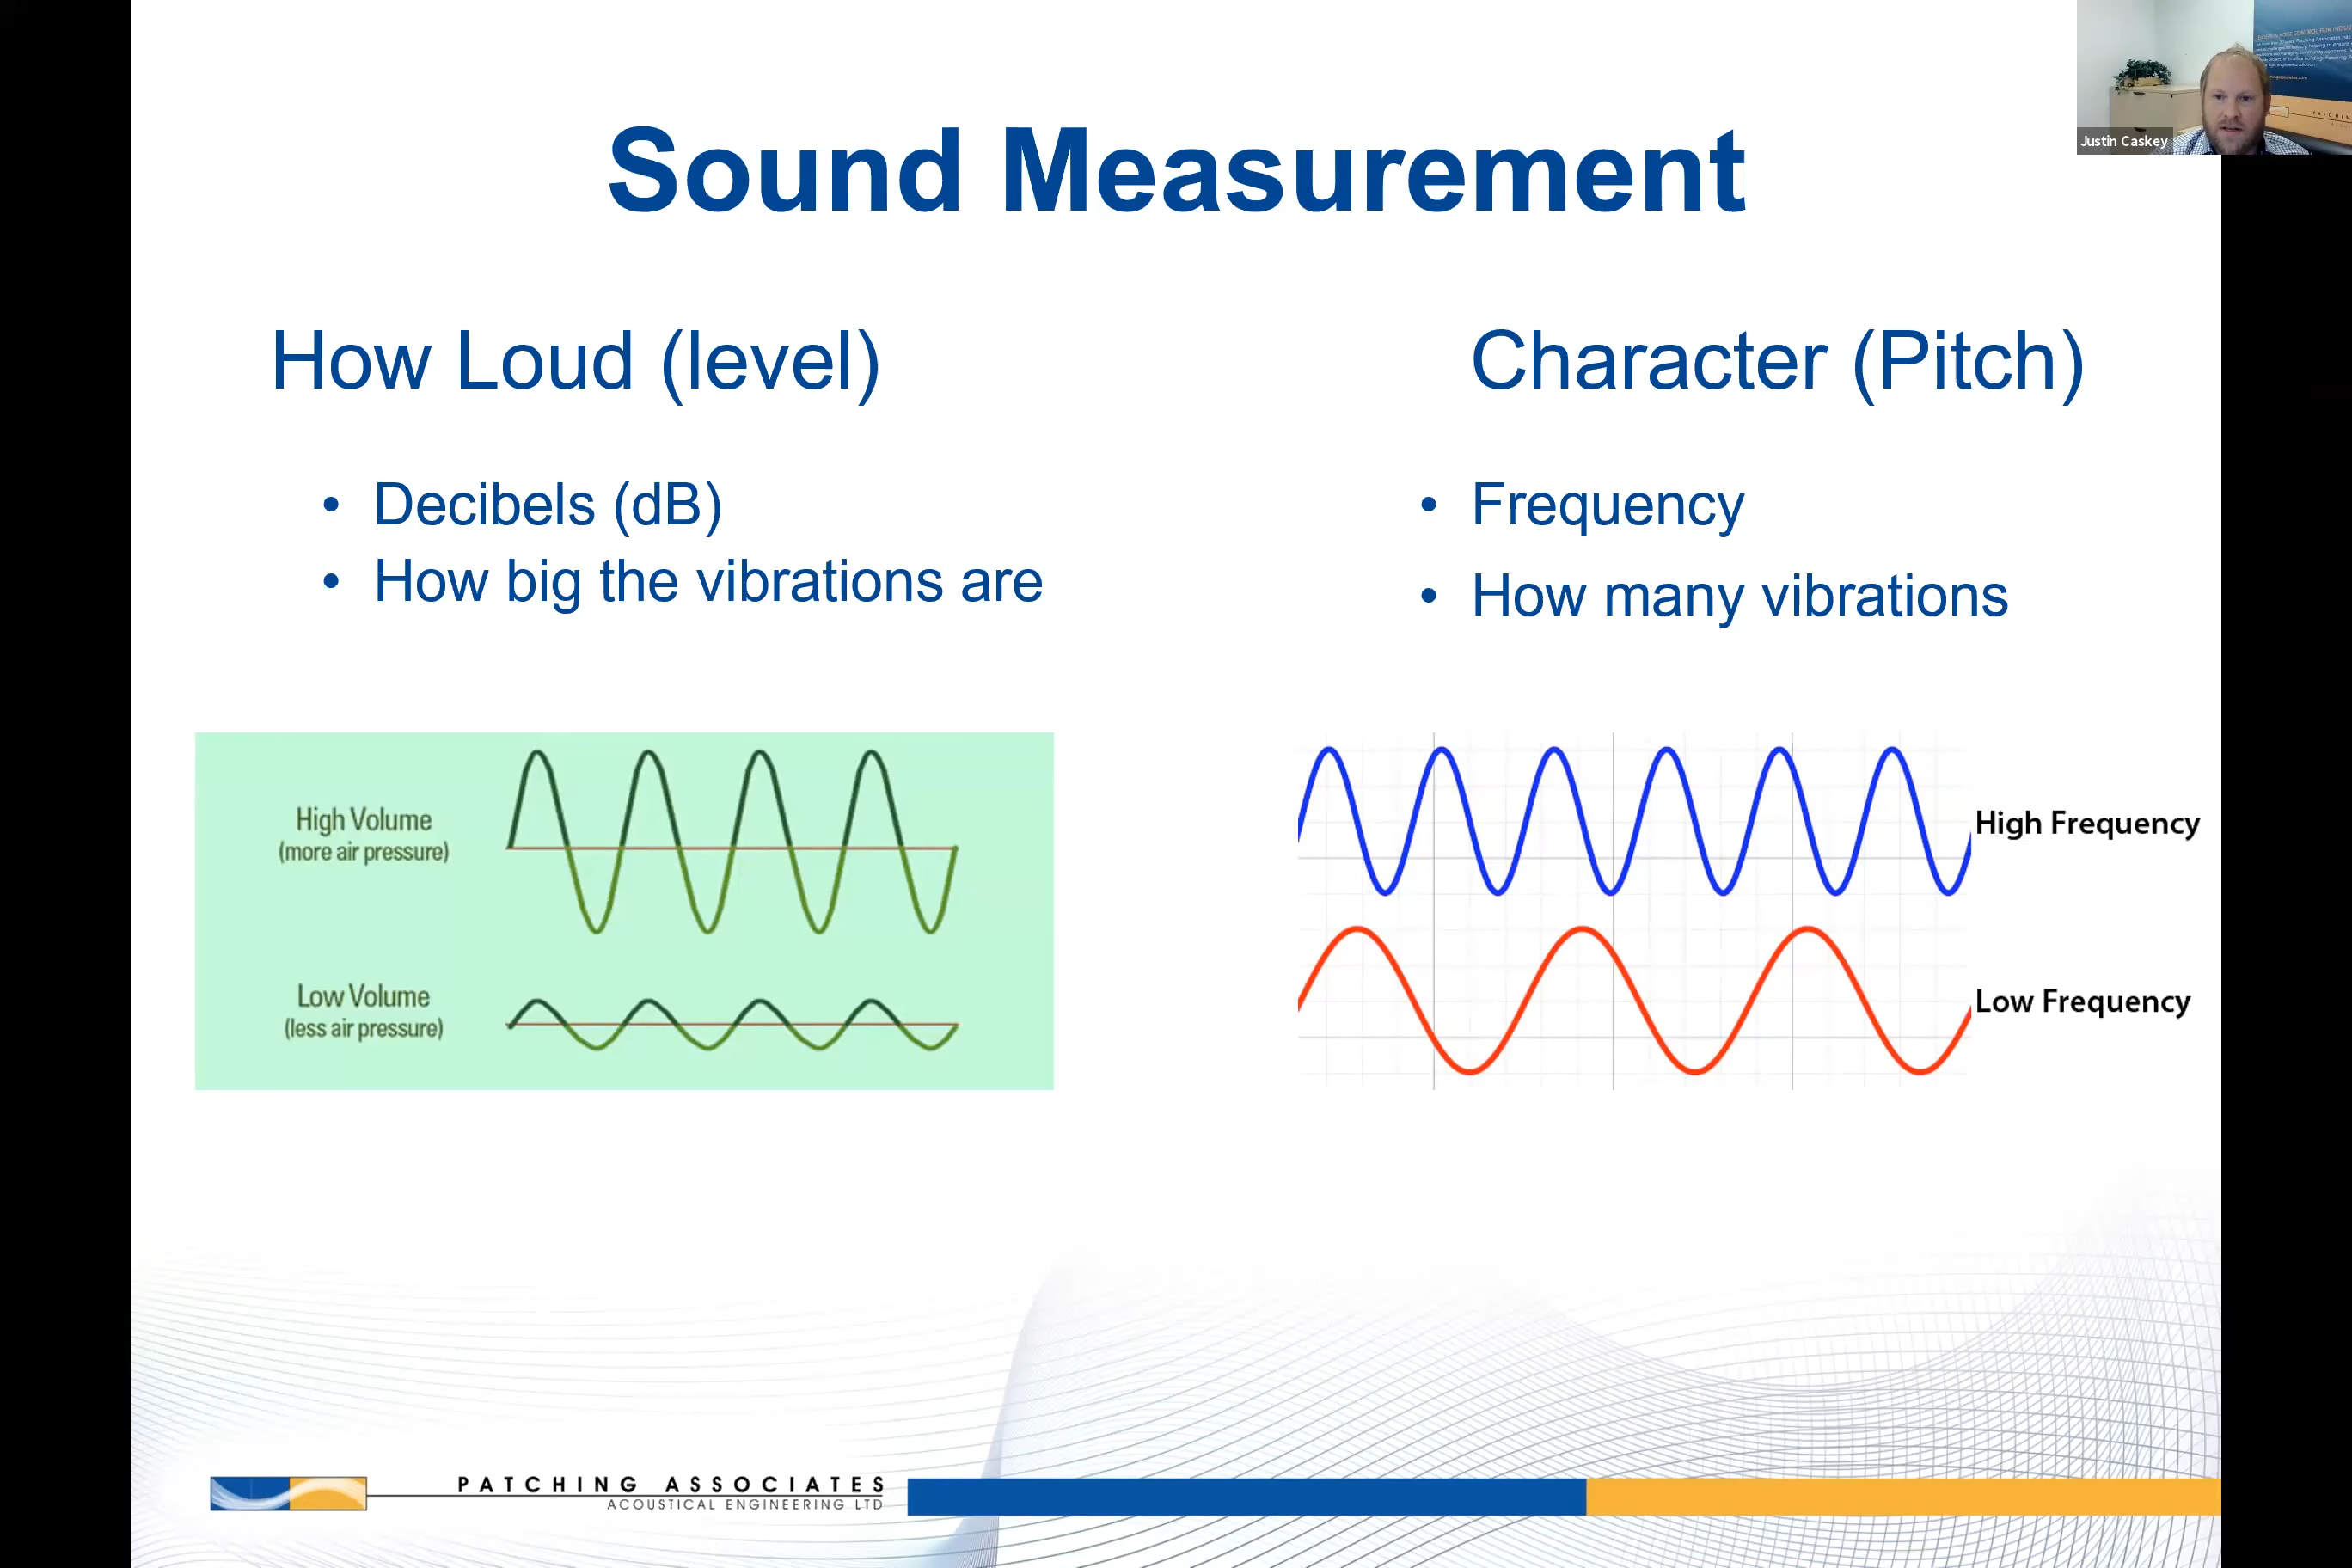 Sound Measurement
How Loud (level)
• Decibels (dB)
• How big the vibrations are
Character (Pitch)
• Frequency
• How many vibrations
High Volume
(more air pressure)
Low Volume
(less air pressure)
High Frequency
Low Frequency
PATCHING ASSOCIATES
ACOUSTICAL ENGINEERING LTD
Justin Caskey